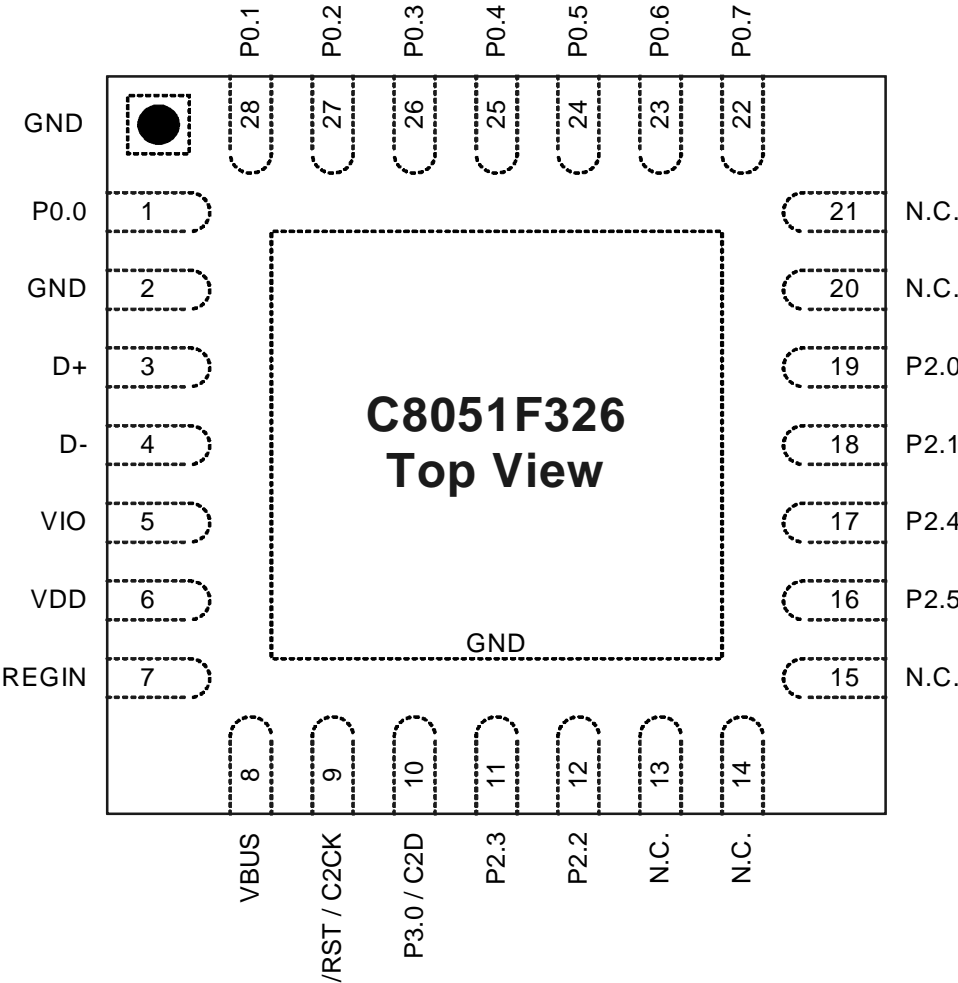 P0.1 P0.2 P0.3 P0.4 P0.5 P0.6 P0.7
28 27 26 25 24 23 22
GND
P0.0 1 21 N.C.
GND 2 20 N.C.
D+ 3 19 P2.0
D- 4 18 P2.1
C8051F326
Top View
VIO 5 17 P2.4
VDD 6 16 P2.5
GND
REGIN 7 15 N.C.
8 9 10 11 12 13 14
VBUS /RST / C2CK P3.0 / C2D P2.3 P2.2 N.C. N.C.